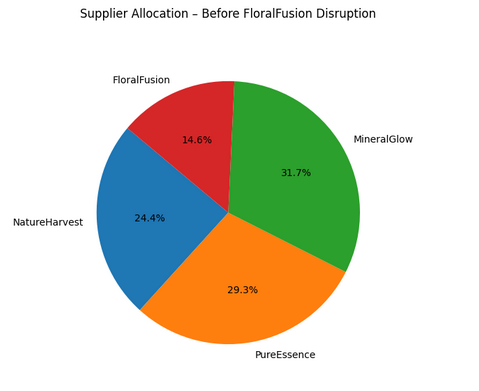 Supplier Allocation – Before FloralFusion Disruption
FloralFusion
14.6%
MineralGlow
31.7%
NatureHarvest
24.4%
29.3%
PureEssence